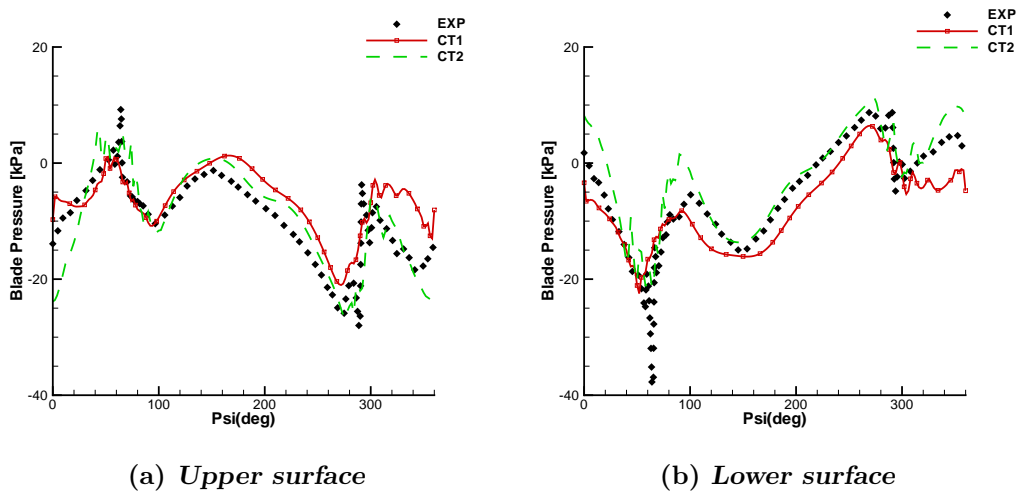 EXP
CT1
CT2
20
0
-20
-40
Blade Pressure [kPa]
0 100 200 300
Psi(deg)
(a) Upper surface
EXP
CT1
CT2
20
0
-20
-40
Blade Pressure [kPa]
0 100 200 300
Psi(deg)
(b) Lower surface